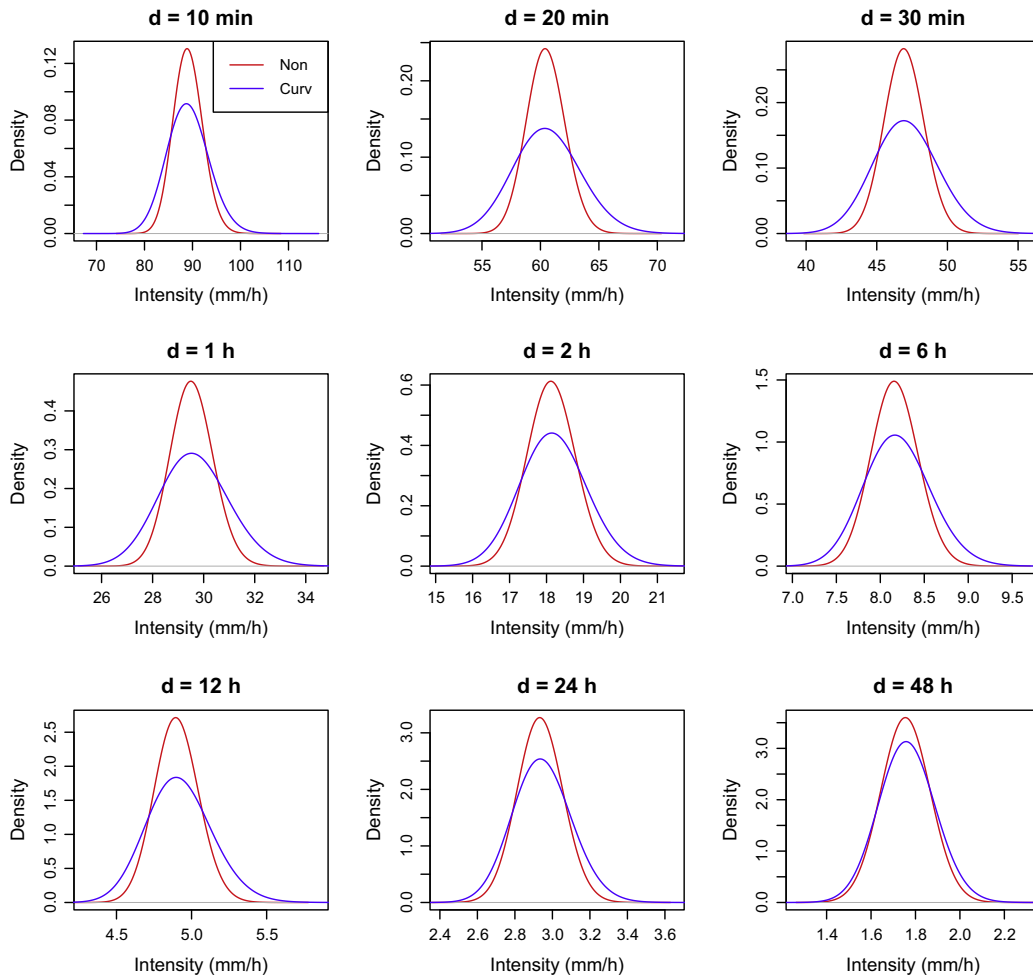 d = 10 min
Density
0.00 0.04 0.08 0.12
Non
Curv
70 80 90 100 110
Intensity (mm/h)
d = 20 min
Density
0.00 0.10 0.20
55 60 65 70
Intensity (mm/h)
d = 30 min
Density
0.00 0.10 0.20
40 45 50 55
Intensity (mm/h)
d = 1 h
Density
0.0 0.1 0.2 0.3 0.4
26 28 30 32 34
Intensity (mm/h)
d = 2 h
Density
0.0 0.2 0.4 0.6
15 16 17 18 19 20 21
Intensity (mm/h)
d = 6 h
Density
0.0 0.5 1.0 1.5
7.0 7.5 8.0 8.5 9.0 9.5
Intensity (mm/h)
d = 12 h
Density
0.0 0.5 1.0 1.5 2.0 2.5
4.5 5.0 5.5
Intensity (mm/h)
d = 24 h
Density
0.0 1.0 2.0 3.0
2.4 2.6 2.8 3.0 3.2 3.4 3.6
Intensity (mm/h)
d = 48 h
Density
0.0 1.0 2.0 3.0
1.4 1.6 1.8 2.0 2.2
Intensity (mm/h)